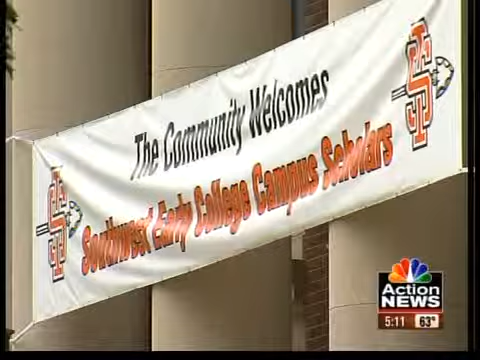 The Community Welcomes
Southwest Early College Campus Scholars
Action
NEWS
5:11 63°